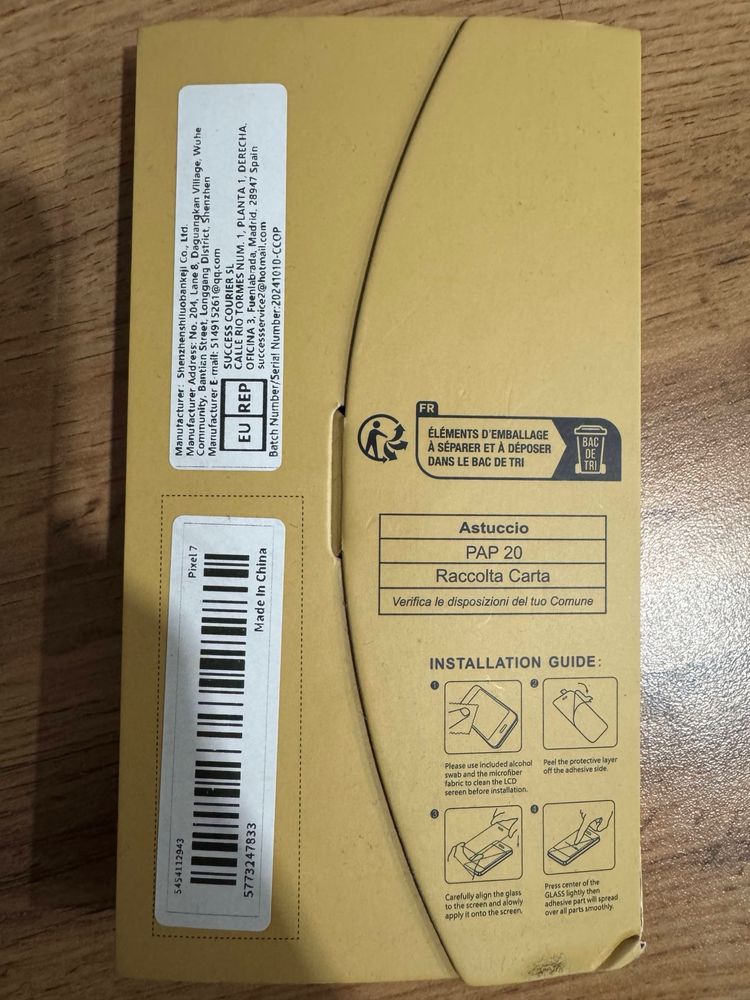 Manufacturer: Shenzhenshiluobankeji Co., Ltd.
Manufacturer Address: No. 204, Lane 8, Daguangkan Village, Wuhe
Community, Bantian Street, Longgang District, Shenzhen
Manufacturer E-mail: 514915261@qq.com
EU REP
SUCCESS COURIER SL
CALLE RIO TORMES NUM. 1, PLANTA 1, DERECHA,
OFICINA 3, Fuenlabrada, Madrid, 28947 Spain
successservice2@hotmail.com
Batch Number/Serial Number:20241010-CCOP
5454112943
Pixel 7
5773247833
Made In China
FR
ÉLÉMENTS D'EMBALLAGE
À SÉPARER ET À DÉPOSER
DANS LE BAC DE TRI
BAC
DE
TRI
Astuccio
PAP 20
Raccolta Carta
Verifica le disposizioni del tuo Comune
INSTALLATION GUIDE:
1
Please use included alcohol
swab and the microfiber
fabric to clean the LCD
sereen before installation.
2
Peel the protective layer
off the adhesive side.
3
Carefully align the glass
to the screen and alowly
apply it onto the screen.
4
Press center of the
GLASS lightly then
adhesive part will spread
over all parts smoothly.